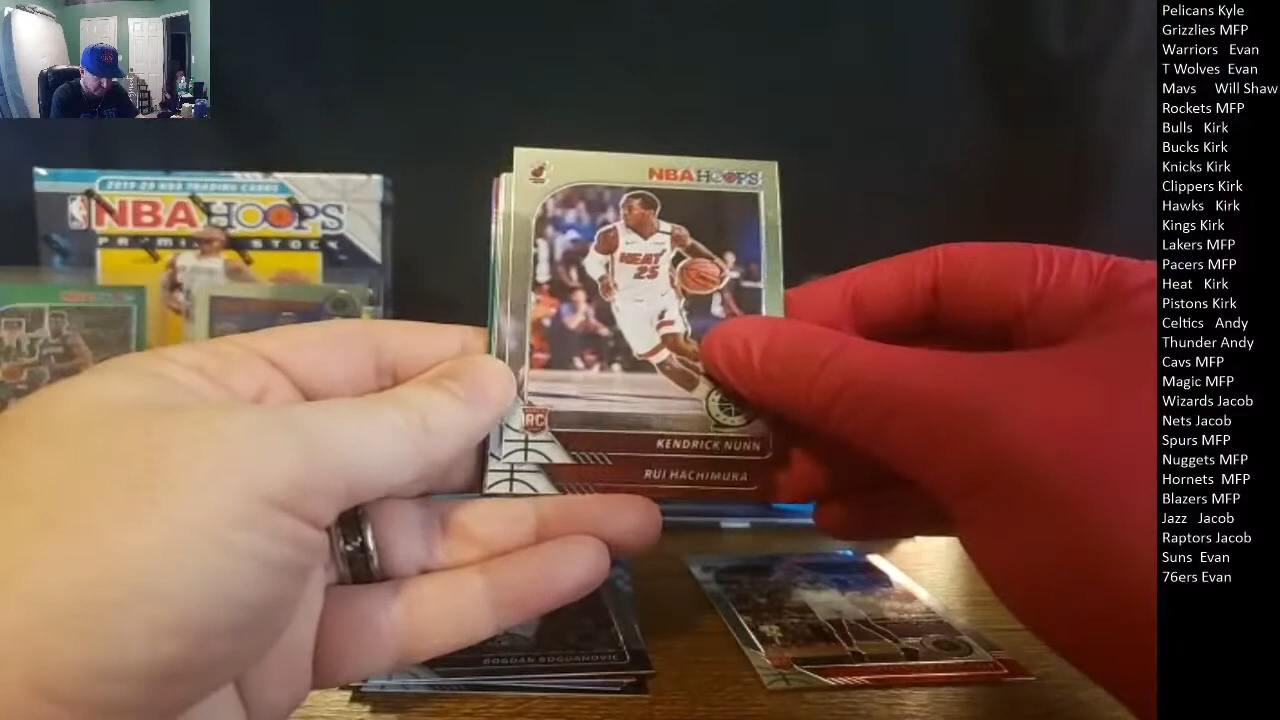 2019-20 NBA TRADING CARDS
NBA HOOPS
PREMIUM STOCK
NBA HOOPS
HEAT
25
RC
KENDRICK NUNN
RUI HACHIMURA
BOGDAN BOGDANOVIC
Pelicans Kyle
Grizzlies MFP
Warriors Evan
T Wolves Evan
Mavs Will Shaw
Rockets MFP
Bulls Kirk
Bucks Kirk
Knicks Kirk
Clippers Kirk
Hawks Kirk
Kings Kirk
Lakers MFP
Pacers MFP
Heat Kirk
Pistons Kirk
Celtics Andy
Thunder Andy
Cavs MFP
Magic MFP
Wizards Jacob
Nets Jacob
Spurs MFP
Nuggets MFP
Hornets MFP
Blazers MFP
Jazz Jacob
Raptors Jacob
Suns Evan
76ers Evan